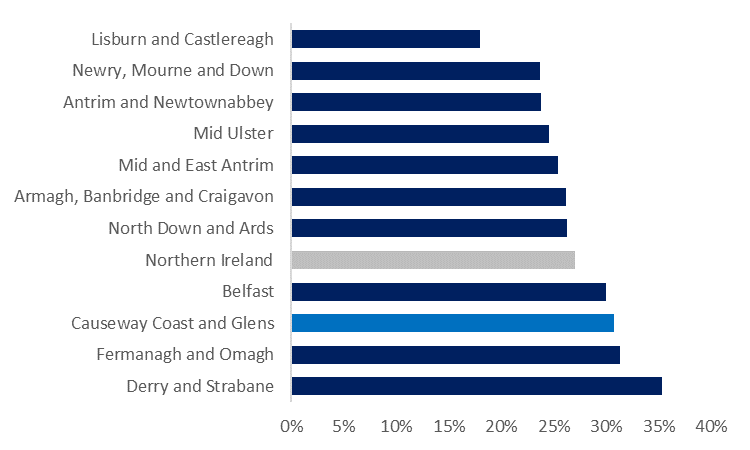 Lisburn and Castlereagh
Newry, Mourne and Down
Antrim and Newtownabbey
Mid Ulster
Mid and East Antrim
Armagh, Banbridge and Craigavon
North Down and Ards
Northern Ireland
Belfast
Causeway Coast and Glens
Fermanagh and Omagh
Derry and Strabane
0% 5% 10% 15% 20% 25% 30% 35% 40%